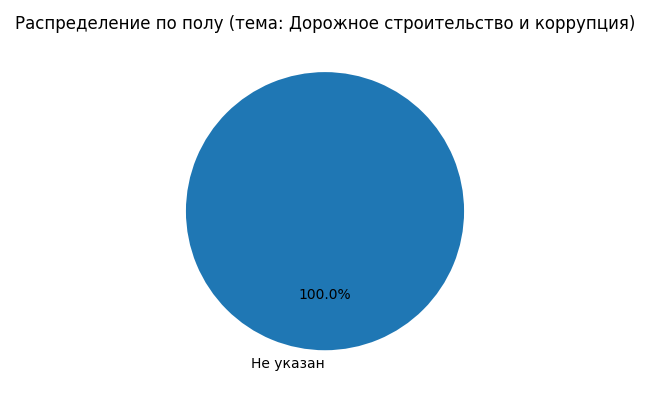 Распределение по полу (тема: Дорожное строительство и коррупция)
100.0%
Не указан